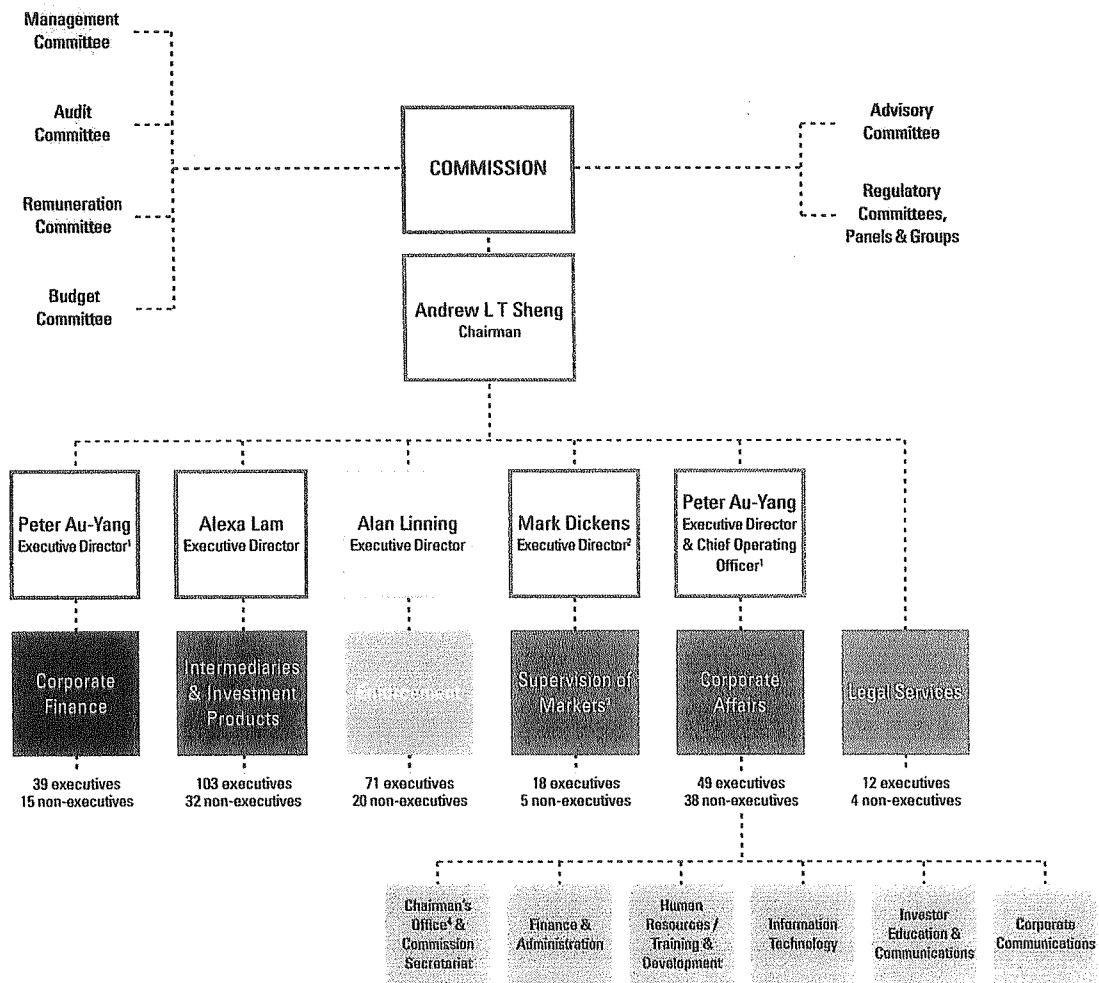 Management
Committee
Audit
Committee
Remuneration
Committee
Budget
Committee
COMMISSION
Advisory
Committee
Regulatory
Committees,
Panels & Groups
Andrew L T Sheng
Chairman
Peter Au-Yang
Executive Director¹
Alexa Lam
Executive Director
Alan Linning
Executive Director
Mark Dickens
Executive Director²
Peter Au-Yang
Executive Director
& Chief Operating
Officer¹
Corporate
Finance
Intermediaries
& Investment
Products
Enforcement
Supervision of
Markets³
Corporate
Affairs
Legal Services
39 executives
15 non-executives
103 executives
32 non-executives
71 executives
20 non-executives
18 executives
5 non-executives
49 executives
38 non-executives
12 executives
4 non-executives
Chairman's
Office⁴ &
Commission
Secretariat
Finance &
Administration
Human
Resources /
Training &
Development
Information
Technology
Investor
Education &
Communications
Corporate
Communications